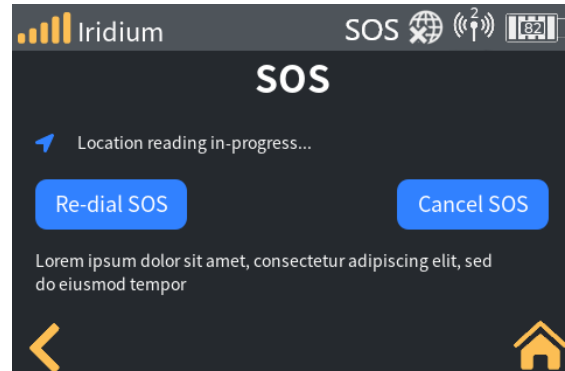 Iridium SOS 2 82
SOS
Location reading in-progress...
Re-dial SOS Cancel SOS
Lorem ipsum dolor sit amet, consectetur adipiscing elit, sed
do eiusmod tempor